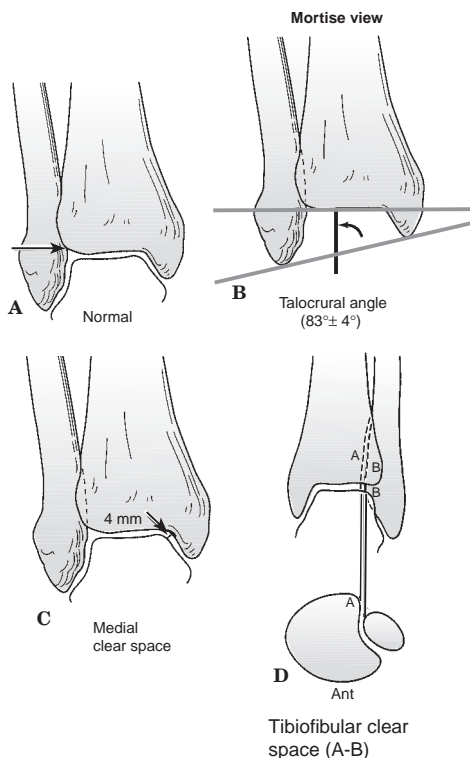 Mortise view
A
Normal
B
Talocrural angle
(83°± 4°)
4 mm
C
Medial
clear space
A
B
B
A
D
Ant
Tibiofibular clear
space (A-B)